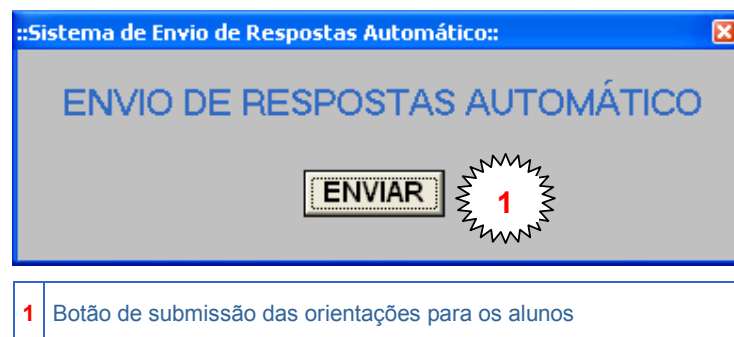 ::Sistema de Envio de Respostas Automático::
ENVIO DE RESPOSTAS AUTOMÁTICO
ENVIAR
1
1 Botão de submissão das orientações para os alunos